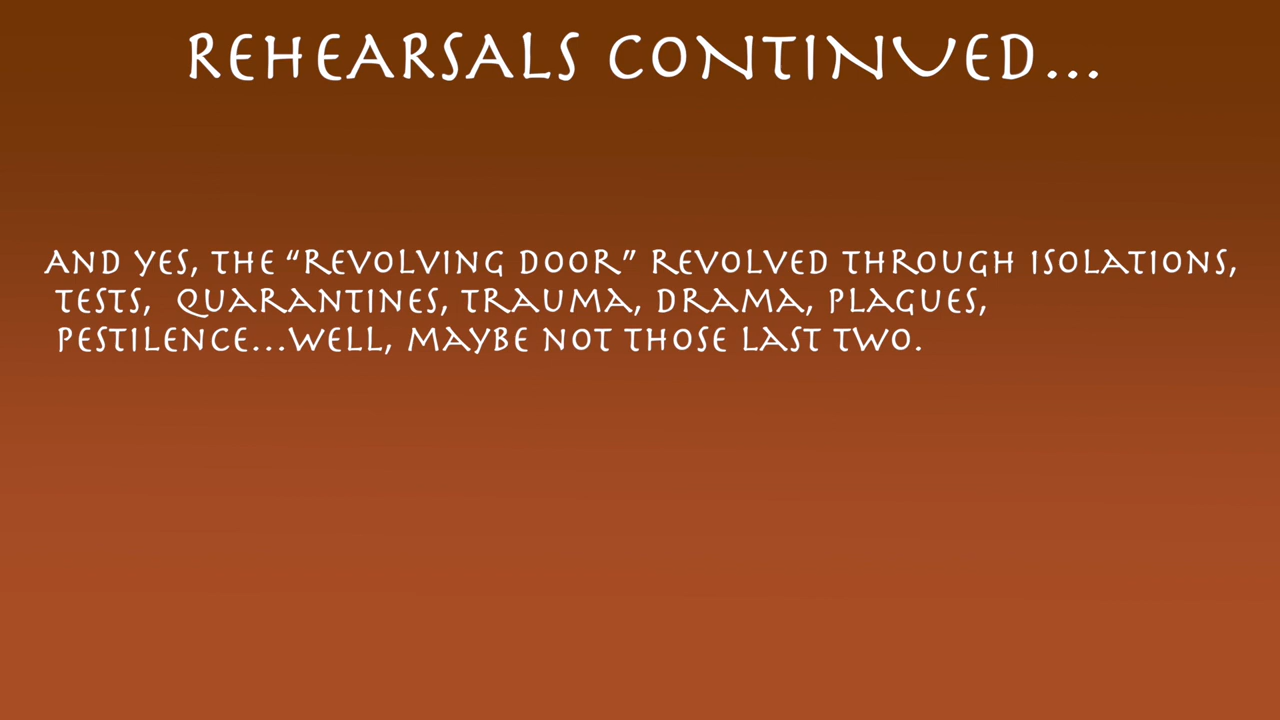 REHEARSALS CONTINUED...
AND YES, THE “REVOLVING DOOR” REVOLVED THROUGH ISOLATIONS,
TESTS, QUARANTINES, TRAUMA, DRAMA, PLAGUES,
PESTILENCE...WELL, MAYBE NOT THOSE LAST TWO.